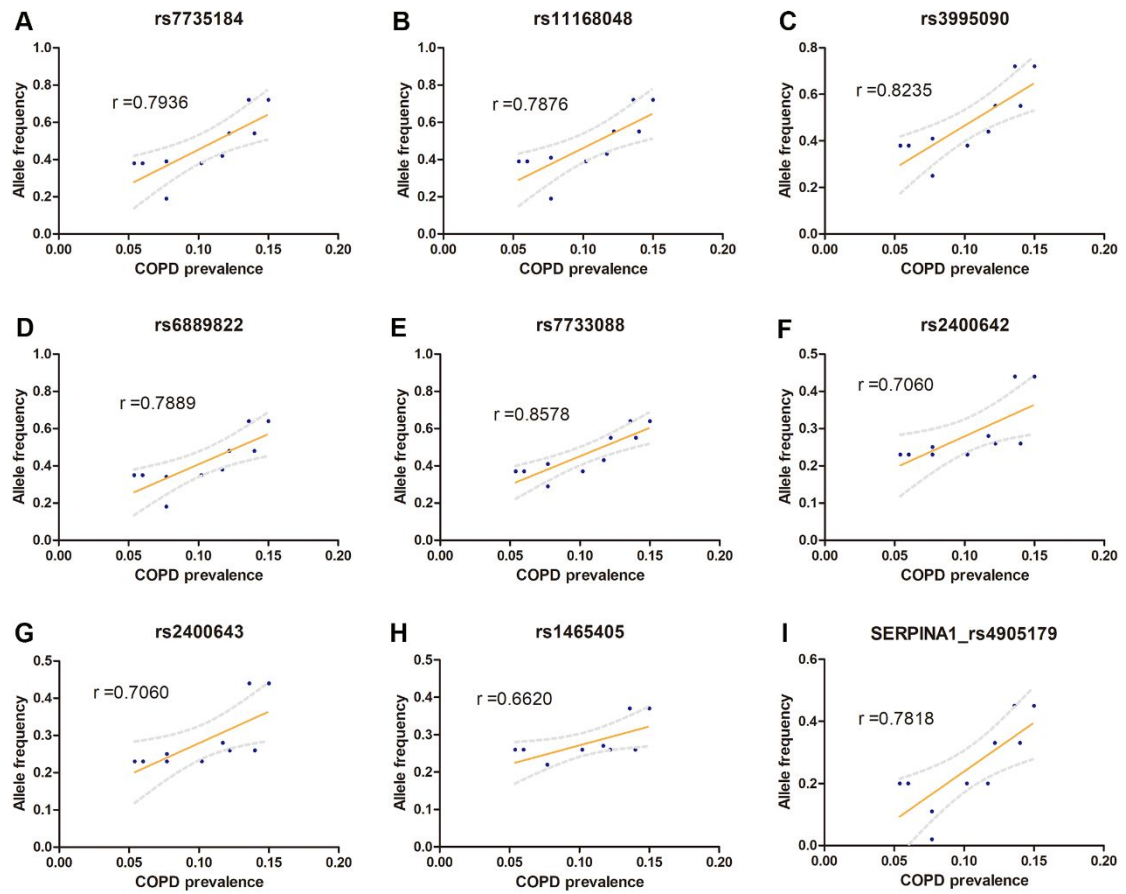 A rs7735184
1.0
0.8
0.6
0.4
0.2
0.0
Allele frequency
r =0.7936
0.00 0.05 0.10 0.15 0.20
COPD prevalence
B rs11168048
1.0
0.8
0.6
0.4
0.2
0.0
Allele frequency
r =0.7876
0.00 0.05 0.10 0.15 0.20
COPD prevalence
C rs3995090
0.8
0.6
0.4
0.2
0.0
Allele frequency
r =0.8235
0.00 0.05 0.10 0.15 0.20
COPD prevalence
D rs6889822
1.0
0.8
0.6
0.4
0.2
0.0
Allele frequency
r =0.7889
0.00 0.05 0.10 0.15 0.20
COPD prevalence
E rs7733088
1.0
0.8
0.6
0.4
0.2
0.0
Allele frequency
r =0.8578
0.00 0.05 0.10 0.15 0.20
COPD prevalence
F rs2400642
0.5
0.4
0.3
0.2
0.1
0.0
Allele frequency
r =0.7060
0.00 0.05 0.10 0.15 0.20
COPD prevalence
G rs2400643
0.5
0.4
0.3
0.2
0.1
0.0
Allele frequency
r =0.7060
0.00 0.05 0.10 0.15 0.20
COPD prevalence
H rs1465405
0.5
0.4
0.3
0.2
0.1
0.0
Allele frequency
r =0.6620
0.00 0.05 0.10 0.15 0.20
COPD prevalence
I SERPINA1_rs4905179
0.6
0.4
0.2
0.0
Allele frequency
r =0.7818
0.00 0.05 0.10 0.15 0.20
COPD prevalence